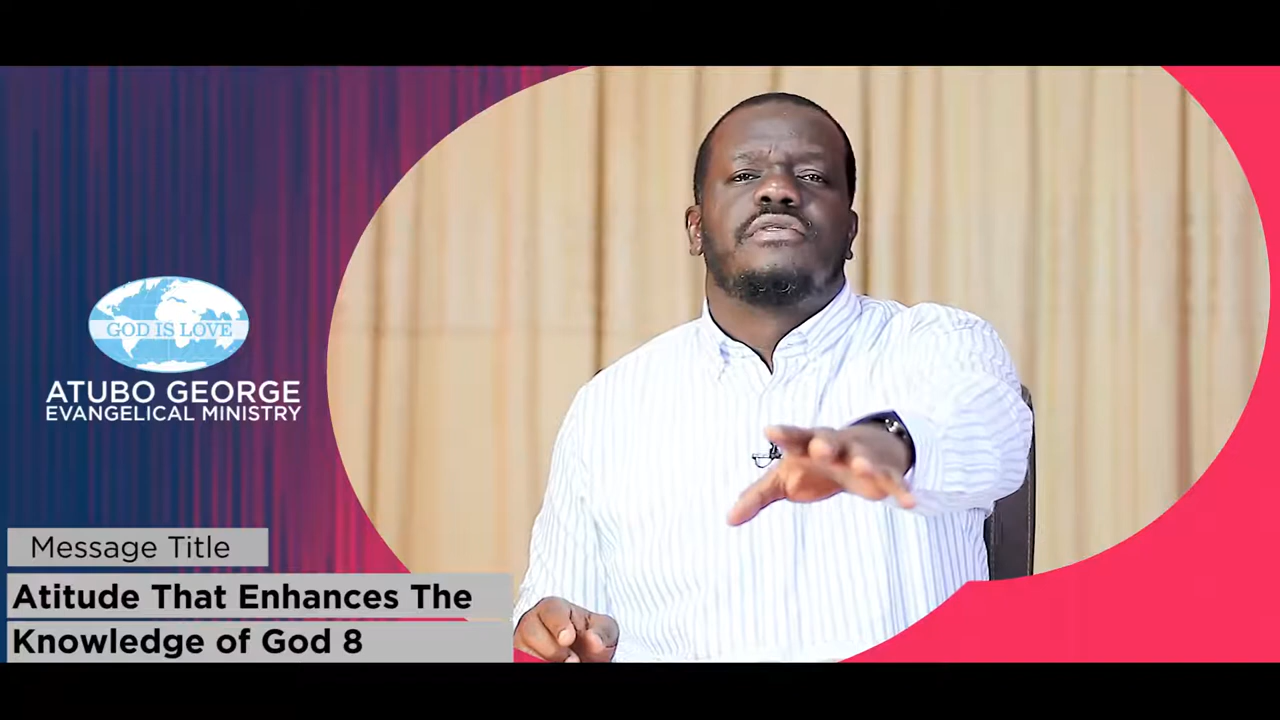 GOD IS LOVE
ATUBO GEORGE
EVANGELICAL MINISTRY
Message Title
Atitude That Enhances The
Knowledge of God 8